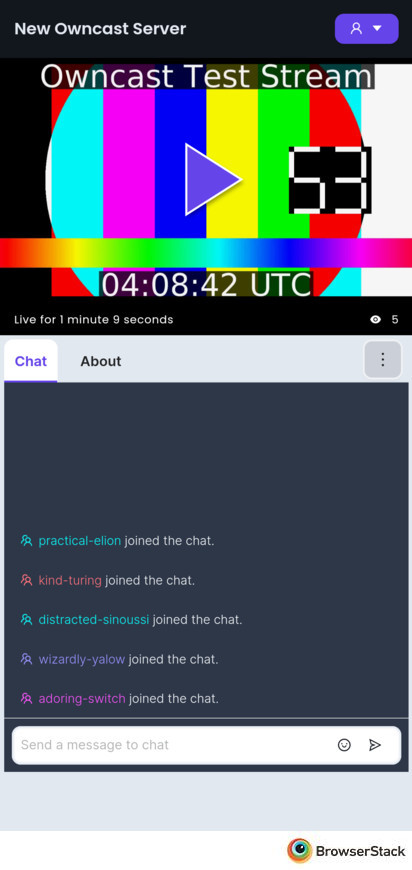 New Owncast Server
Owncast Test Stream
53
04:08:42 UTC
Live for 1 minute 9 seconds 5
Chat About
practical-elion joined the chat.
kind-turing joined the chat.
distracted-sinoussi joined the chat.
wizardly-yalow joined the chat.
adoring-switch joined the chat.
Send a message to chat
BrowserStack